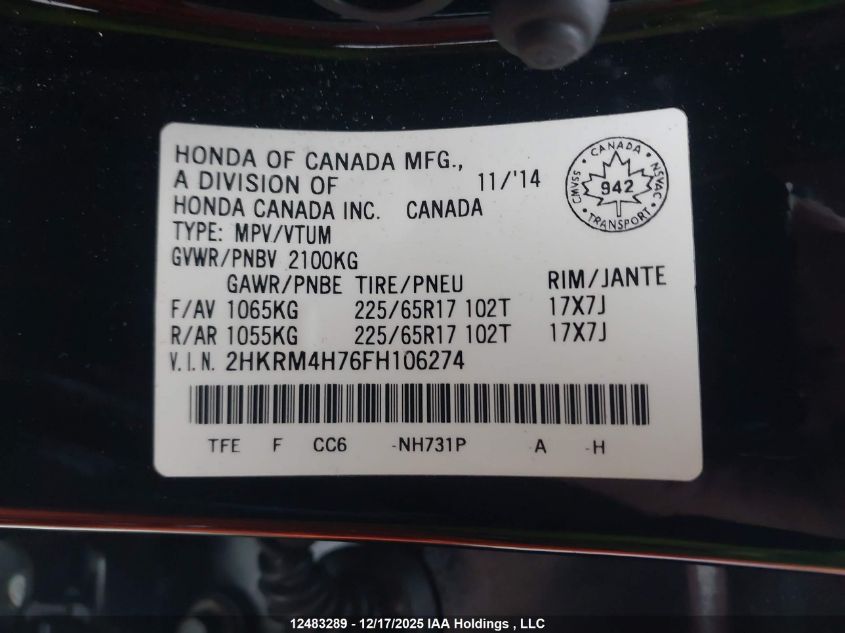 HONDA OF CANADA MFG.,
A DIVISION OF 11/'14
HONDA CANADA INC. CANADA
TYPE: MPV/VTUM
GVWR/PNBV 2100KG
GAWR/PNBE TIRE/PNEU RIM/JANTE
F/AV 1065KG 225/65R17 102T 17X7J
R/AR 1055KG 225/65R17 102T 17X7J
V.I.N. 2HKRM4H76FH106274
TFE F CC6 -NH731P A -H
CANADA
CMVSS 942 NSVAC
TRANSPORT
12483289 - 12/17/2025 IAA Holdings , LLC